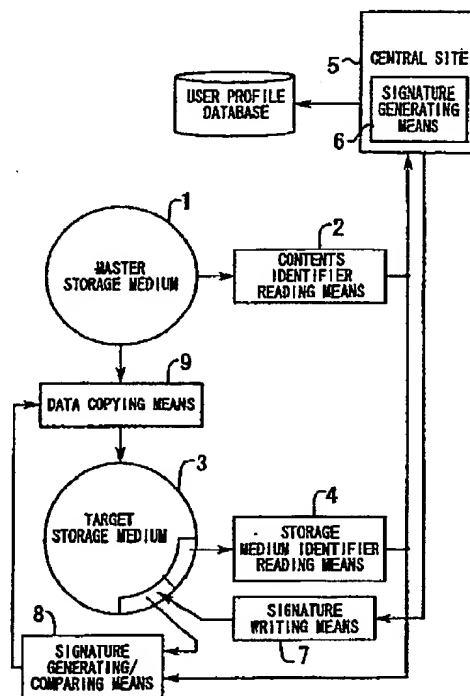 5
CENTRAL SITE
USER PROFILE
DATABASE
SIGNATURE
GENERATING
MEANS
6
1
MASTER
STORAGE MEDIUM
2
CONTENTS
IDENTIFIER
READING MEANS
9
DATA COPYING MEANS
3
TARGET
STORAGE MEDIUM
4
STORAGE
MEDIUM IDENTIFIER
READING MEANS
SIGNATURE
WRITING MEANS
7
8
SIGNATURE
GENERATING/
COMPARING MEANS